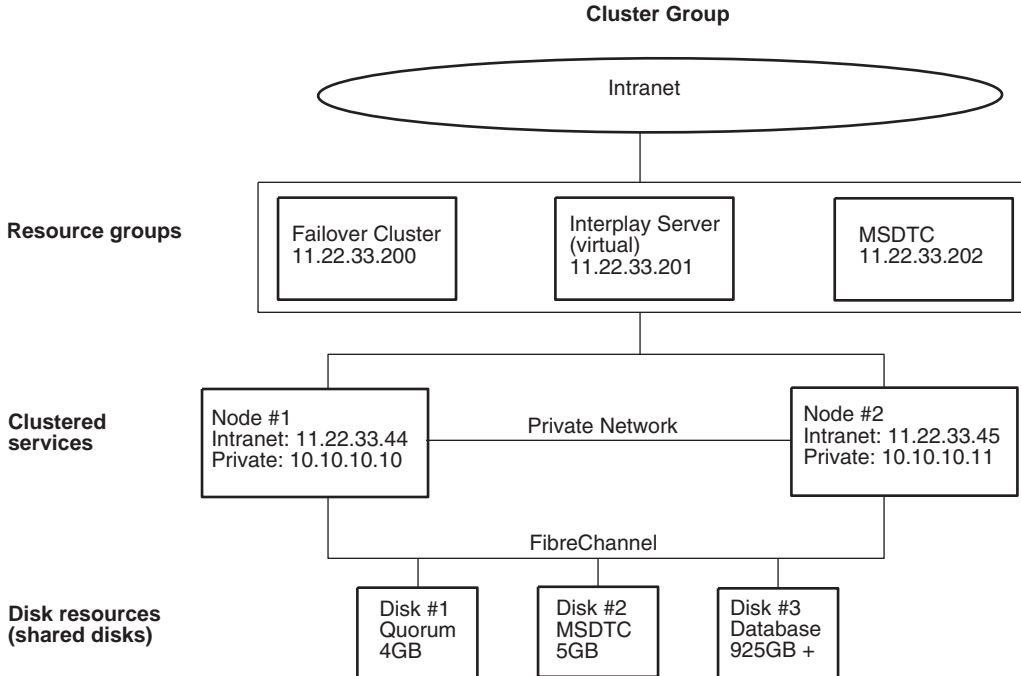 Cluster Group
Intranet
Resource groups
Failover Cluster
11.22.33.200
Interplay Server
(virtual)
11.22.33.201
MSDTC
11.22.33.202
Clustered
services
Node #1
Intranet: 11.22.33.44
Private: 10.10.10.10
Private Network
Node #2
Intranet: 11.22.33.45
Private: 10.10.10.11
FibreChannel
Disk resources
(shared disks)
Disk #1
Quorum
4GB
Disk #2
MSDTC
5GB
Disk #3
Database
925GB +